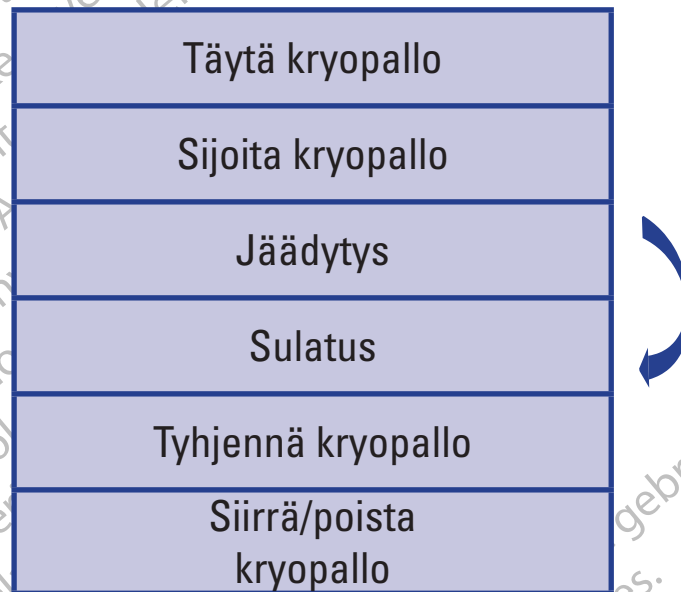 Täytä kryopallo
Sijoita kryopallo
Jäädytys
Sulatus
Tyhjennä kryopallo
Siirrä/poista
kryopallo